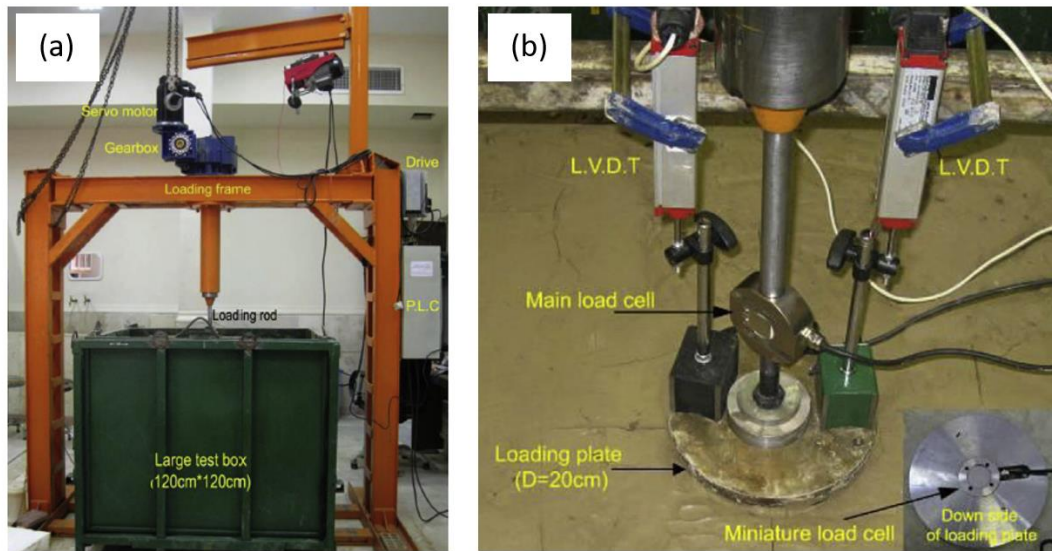 (a)
Servo motor
Gearbox
Drive
Loading frame
P.L.C
Loading rod
Large test box
(120cm*120cm)
(b)
L.V.D.T
L.V.D.T
Main load cell
Loading plate
(D=20cm)
Miniature load cell
Down side
of loading plate